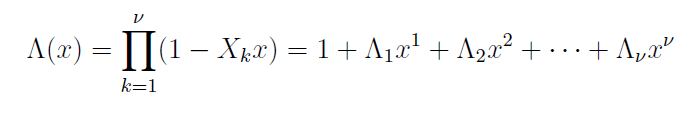 Λ(x) = ∏_{k=1}^{ν} (1 − X_k x) = 1 + Λ_1 x^1 + Λ_2 x^2 + ⋯ + Λ_ν x^ν